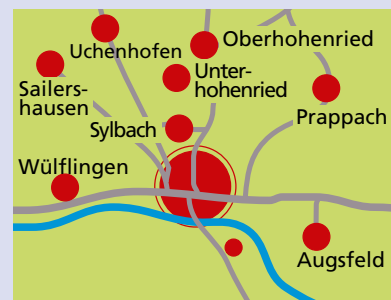 Uchenhofen
Oberhohenried
Unter-
hohenried
Sailers-
hausen
Prappach
Sylbach
Wülflingen
Augsfeld